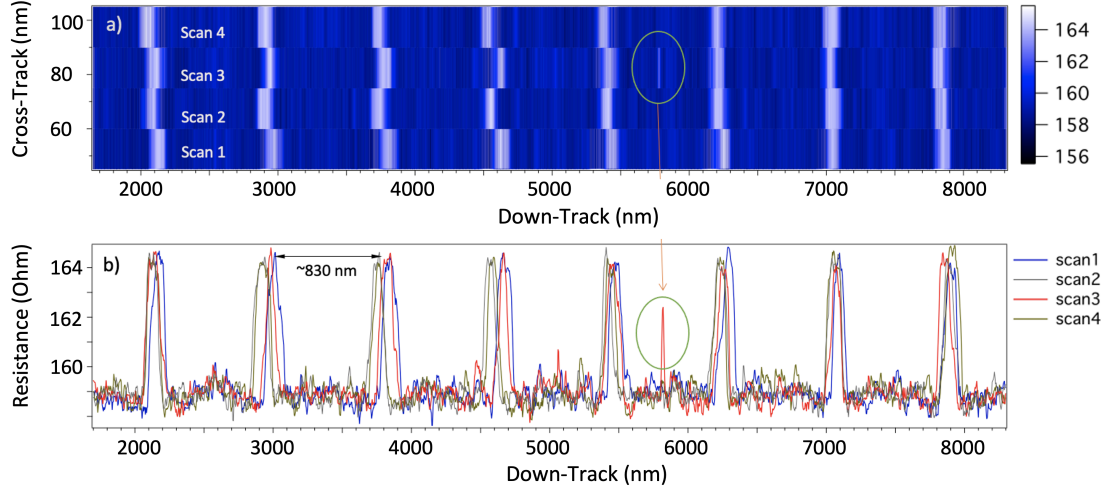 a)
Cross-Track (nm)
100
80
60
Scan 4
Scan 3
Scan 2
Scan 1
164
162
160
158
156
2000 3000 4000 5000 6000 7000 8000
Down-Track (nm)
b)
Resistance (Ohm)
164
162
160
~830 nm
scan1
scan2
scan3
scan4
2000 3000 4000 5000 6000 7000 8000
Down-Track (nm)